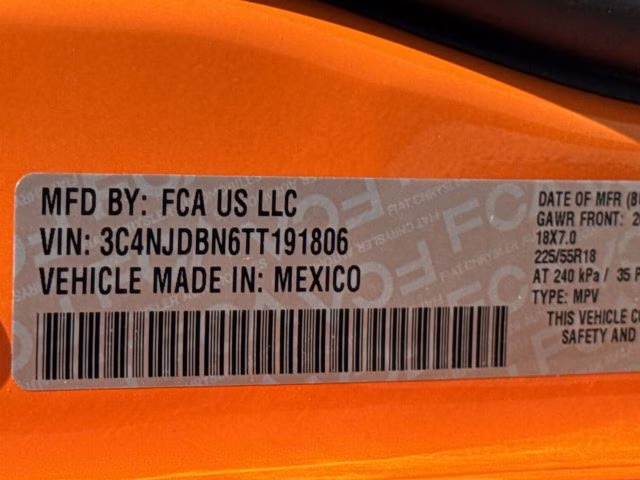 MFD BY: FCA US LLC
VIN: 3C4NJDBN6TT191806
VEHICLE MADE IN: MEXICO
DATE OF MFR
GAWR FRONT:
18X7.0
225/55R18
AT 240 kPa / 35
TYPE: MPV
THIS VEHICLE
SAFETY AND